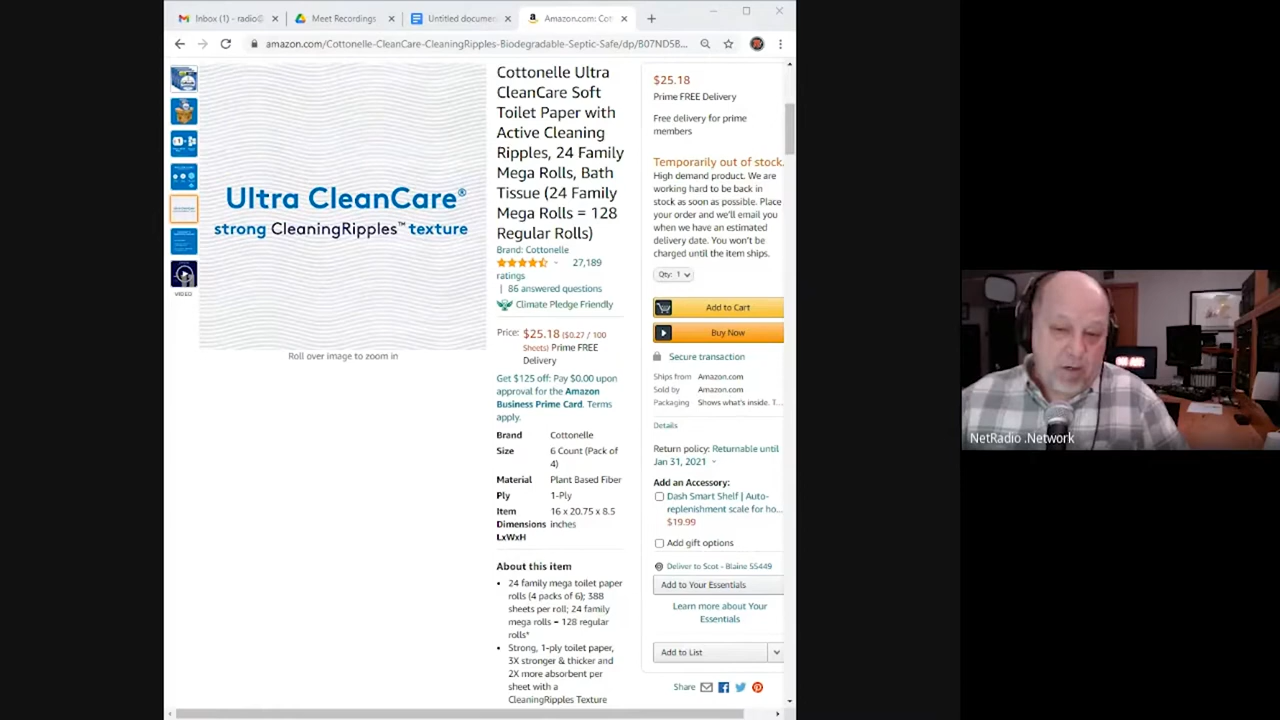 Inbox (1) - radio@
Meet Recordings
Untitled documen
Amazon.com: Cot
amazon.com/Cottonelle-CleanCare-CleaningRipples-Biodegradable-Septic-Safe/dp/B07ND5B...
VIDEO
Ultra CleanCare®
strong CleaningRipples™ texture
Roll over image to zoom in
Cottonelle Ultra
CleanCare Soft
Toilet Paper with
Active Cleaning
Ripples, 24 Family
Mega Rolls, Bath
Tissue (24 Family
Mega Rolls = 128
Regular Rolls)
Brand: Cottonelle
27,189
ratings
| 86 answered questions
Climate Pledge Friendly
Price: $25.18 ($0.27 / 100
Sheets) Prime FREE
Delivery
Get $125 off: Pay $0.00 upon
approval for the Amazon
Business Prime Card. Terms
apply.
Brand Cottonelle
Size 6 Count (Pack of
4)
Material Plant Based Fiber
Ply 1-Ply
Item 16 x 20.75 x 8.5
Dimensions inches
LxWxH
About this item
• 24 family mega toilet paper
rolls (4 packs of 6); 388
sheets per roll; 24 family
mega rolls = 128 regular
rolls*
• Strong, 1-ply toilet paper,
3X stronger & thicker and
2X more absorbent per
sheet with a
CleaningRipples Texture
$25.18
Prime FREE Delivery
Free delivery for prime
members
Temporarily out of stock.
High demand product. We are
working hard to be back in
stock as soon as possible. Place
your order and we'll email you
when we have an estimated
delivery date. You won't be
charged until the item ships.
Qty: 1
Add to Cart
Buy Now
Secure transaction
Ships from Amazon.com
Sold by Amazon.com
Packaging Shows what's inside. T...
Details
Return policy: Returnable until
Jan 31, 2021
Add an Accessory:
Dash Smart Shelf | Auto-
replenishment scale for ho...
$19.99
Add gift options
Deliver to Scot - Blaine 55449
Add to Your Essentials
Learn more about Your
Essentials
Add to List
Share
NetRadio .Network